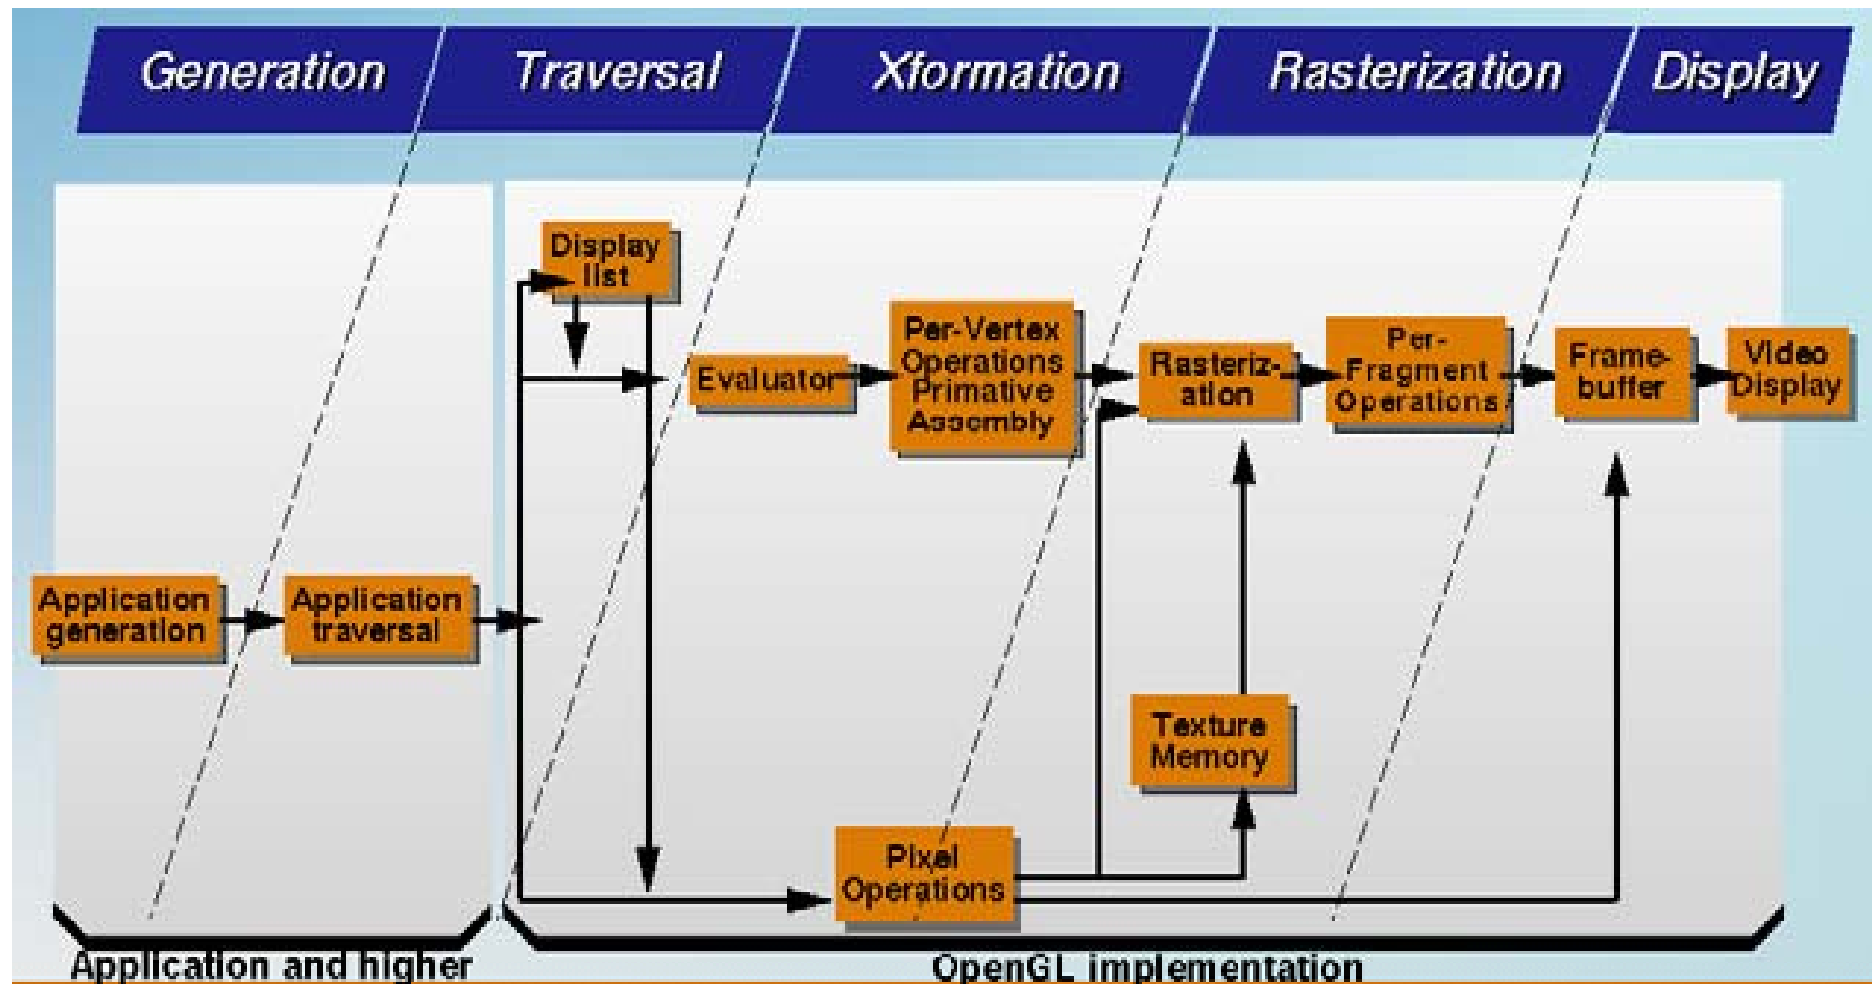 Generation Traversal Xformation Rasterization Display
Display
list
Evaluator
Per-Vertex
Operations
Primative
Assembly
Rasteriz-
ation
Per-
Fragment
Operations
Frame-
buffer
Video
Display
Application
generation
Application
traversal
Texture
Memory
Pixel
Operations
Application and higher
OpenGL implementation